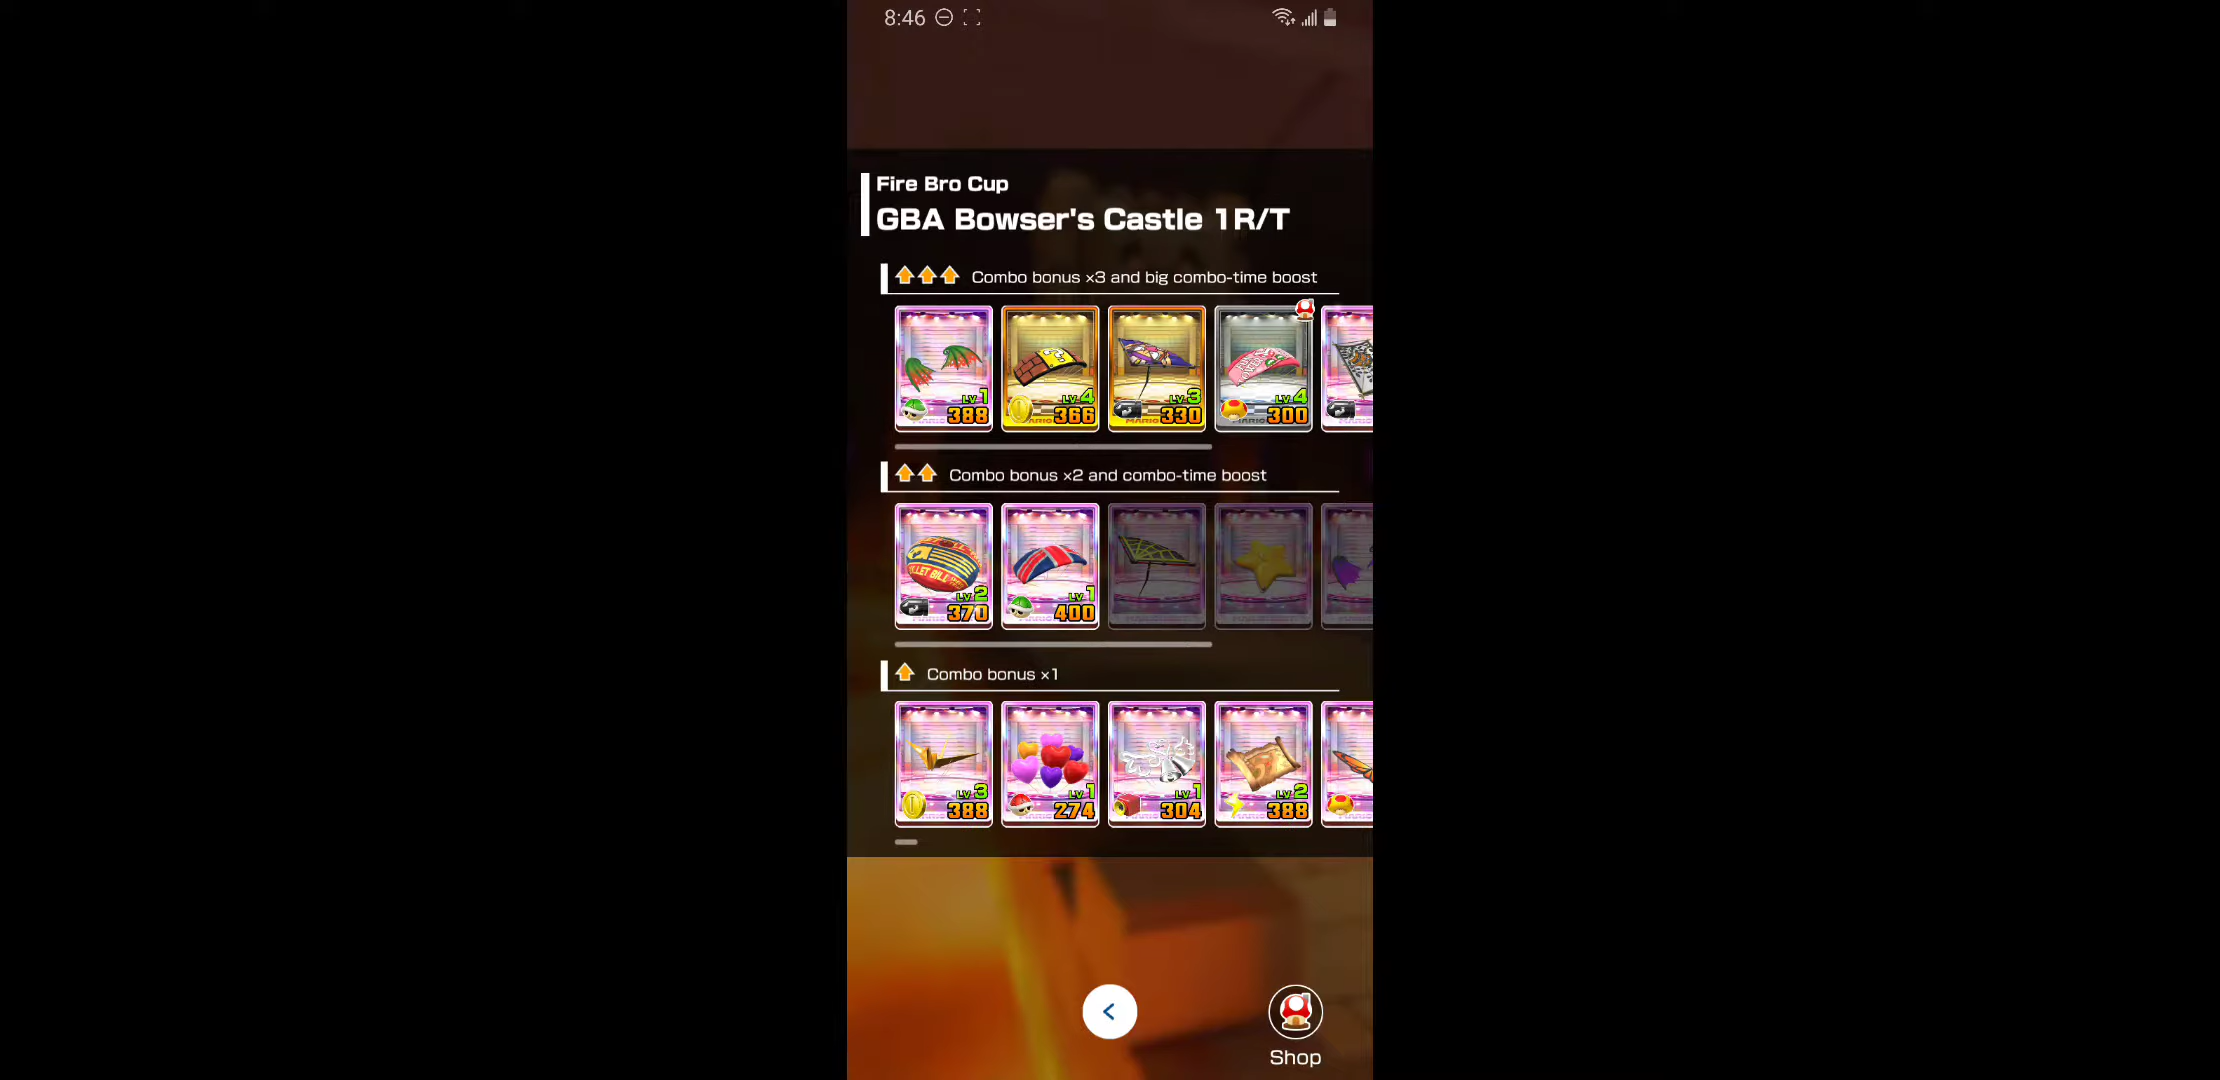 8:46
Fire Bro Cup
GBA Bowser's Castle 1R/T
Combo bonus ×3 and big combo-time boost
LV.1 LV.4 LV.3 LV.4
388 366 330 300
Combo bonus ×2 and combo-time boost
LV.2 LV.1
370 400
Combo bonus ×1
LV.3 LV.1 LV.1 LV.2
388 274 304 388
<
Shop